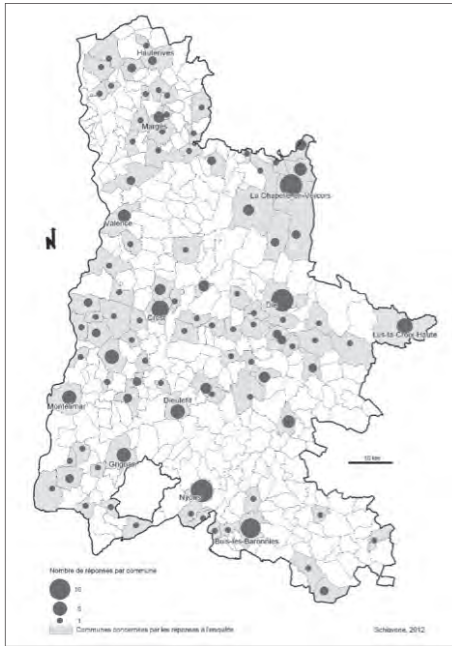 Hauterives
Margès
La Chapelle-en-Vercors
Valence
N
Die
Crest
Lus-la-Croix-Haute
Montélimar
Dieulefit
10 km
Grignan
Nyons
Buis-les-Baronnies
Nombre de réponses par commune
5
1
Communes concernées par les réponses à l'enquête
Schiavone, 2012